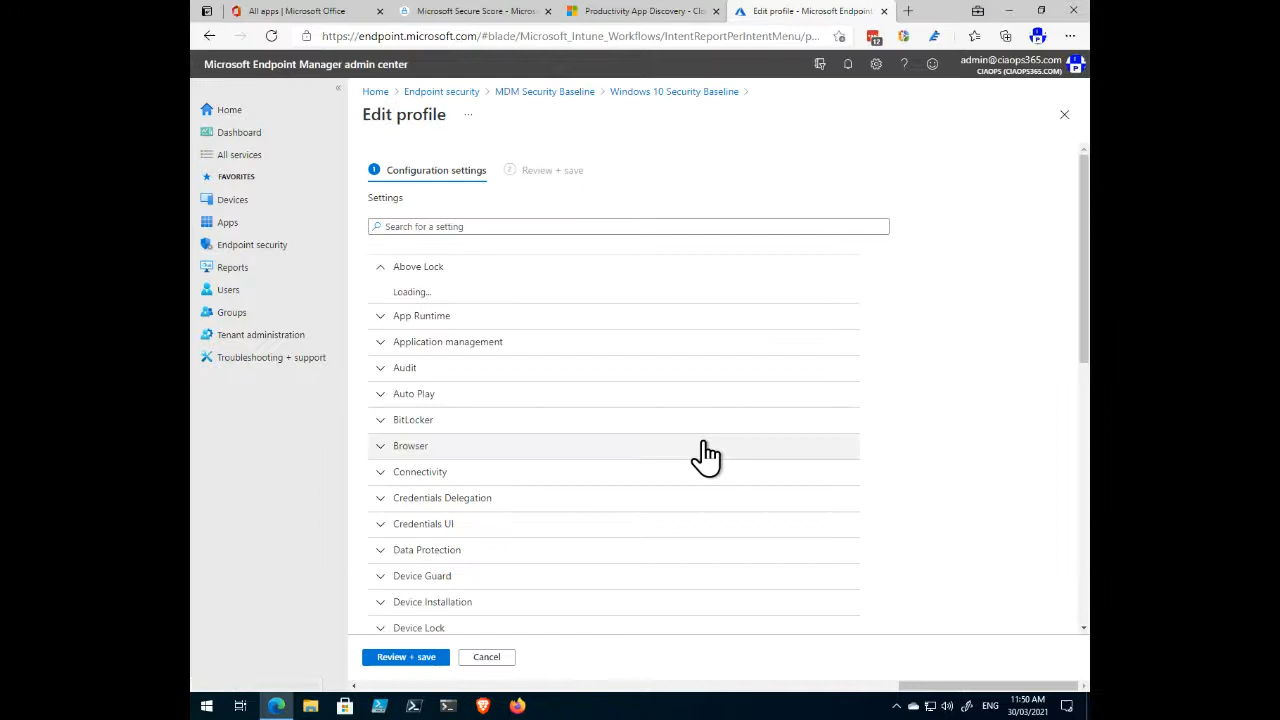 All apps | Microsoft Office
Microsoft Secure Score - Micros
Productivity App Discovery - Clo
Edit profile - Microsoft Endpoin
https://endpoint.microsoft.com/#blade/Microsoft_Intune_Workflows/IntentReportPerIntentMenu/p...
12
Microsoft Endpoint Manager admin center
admin@ciaops365.com
CIAOPS (CIAOPS365.COM)
Home
Dashboard
All services
FAVORITES
Devices
Apps
Endpoint security
Reports
Users
Groups
Tenant administration
Troubleshooting + support
Home > Endpoint security > MDM Security Baseline > Windows 10 Security Baseline >
Edit profile ...
1 Configuration settings
2 Review + save
Settings
Search for a setting
Above Lock
Loading...
App Runtime
Application management
Audit
Auto Play
BitLocker
Browser
Connectivity
Credentials Delegation
Credentials UI
Data Protection
Device Guard
Device Installation
Device Lock
Review + save
Cancel
ENG
11:50 AM
30/03/2021